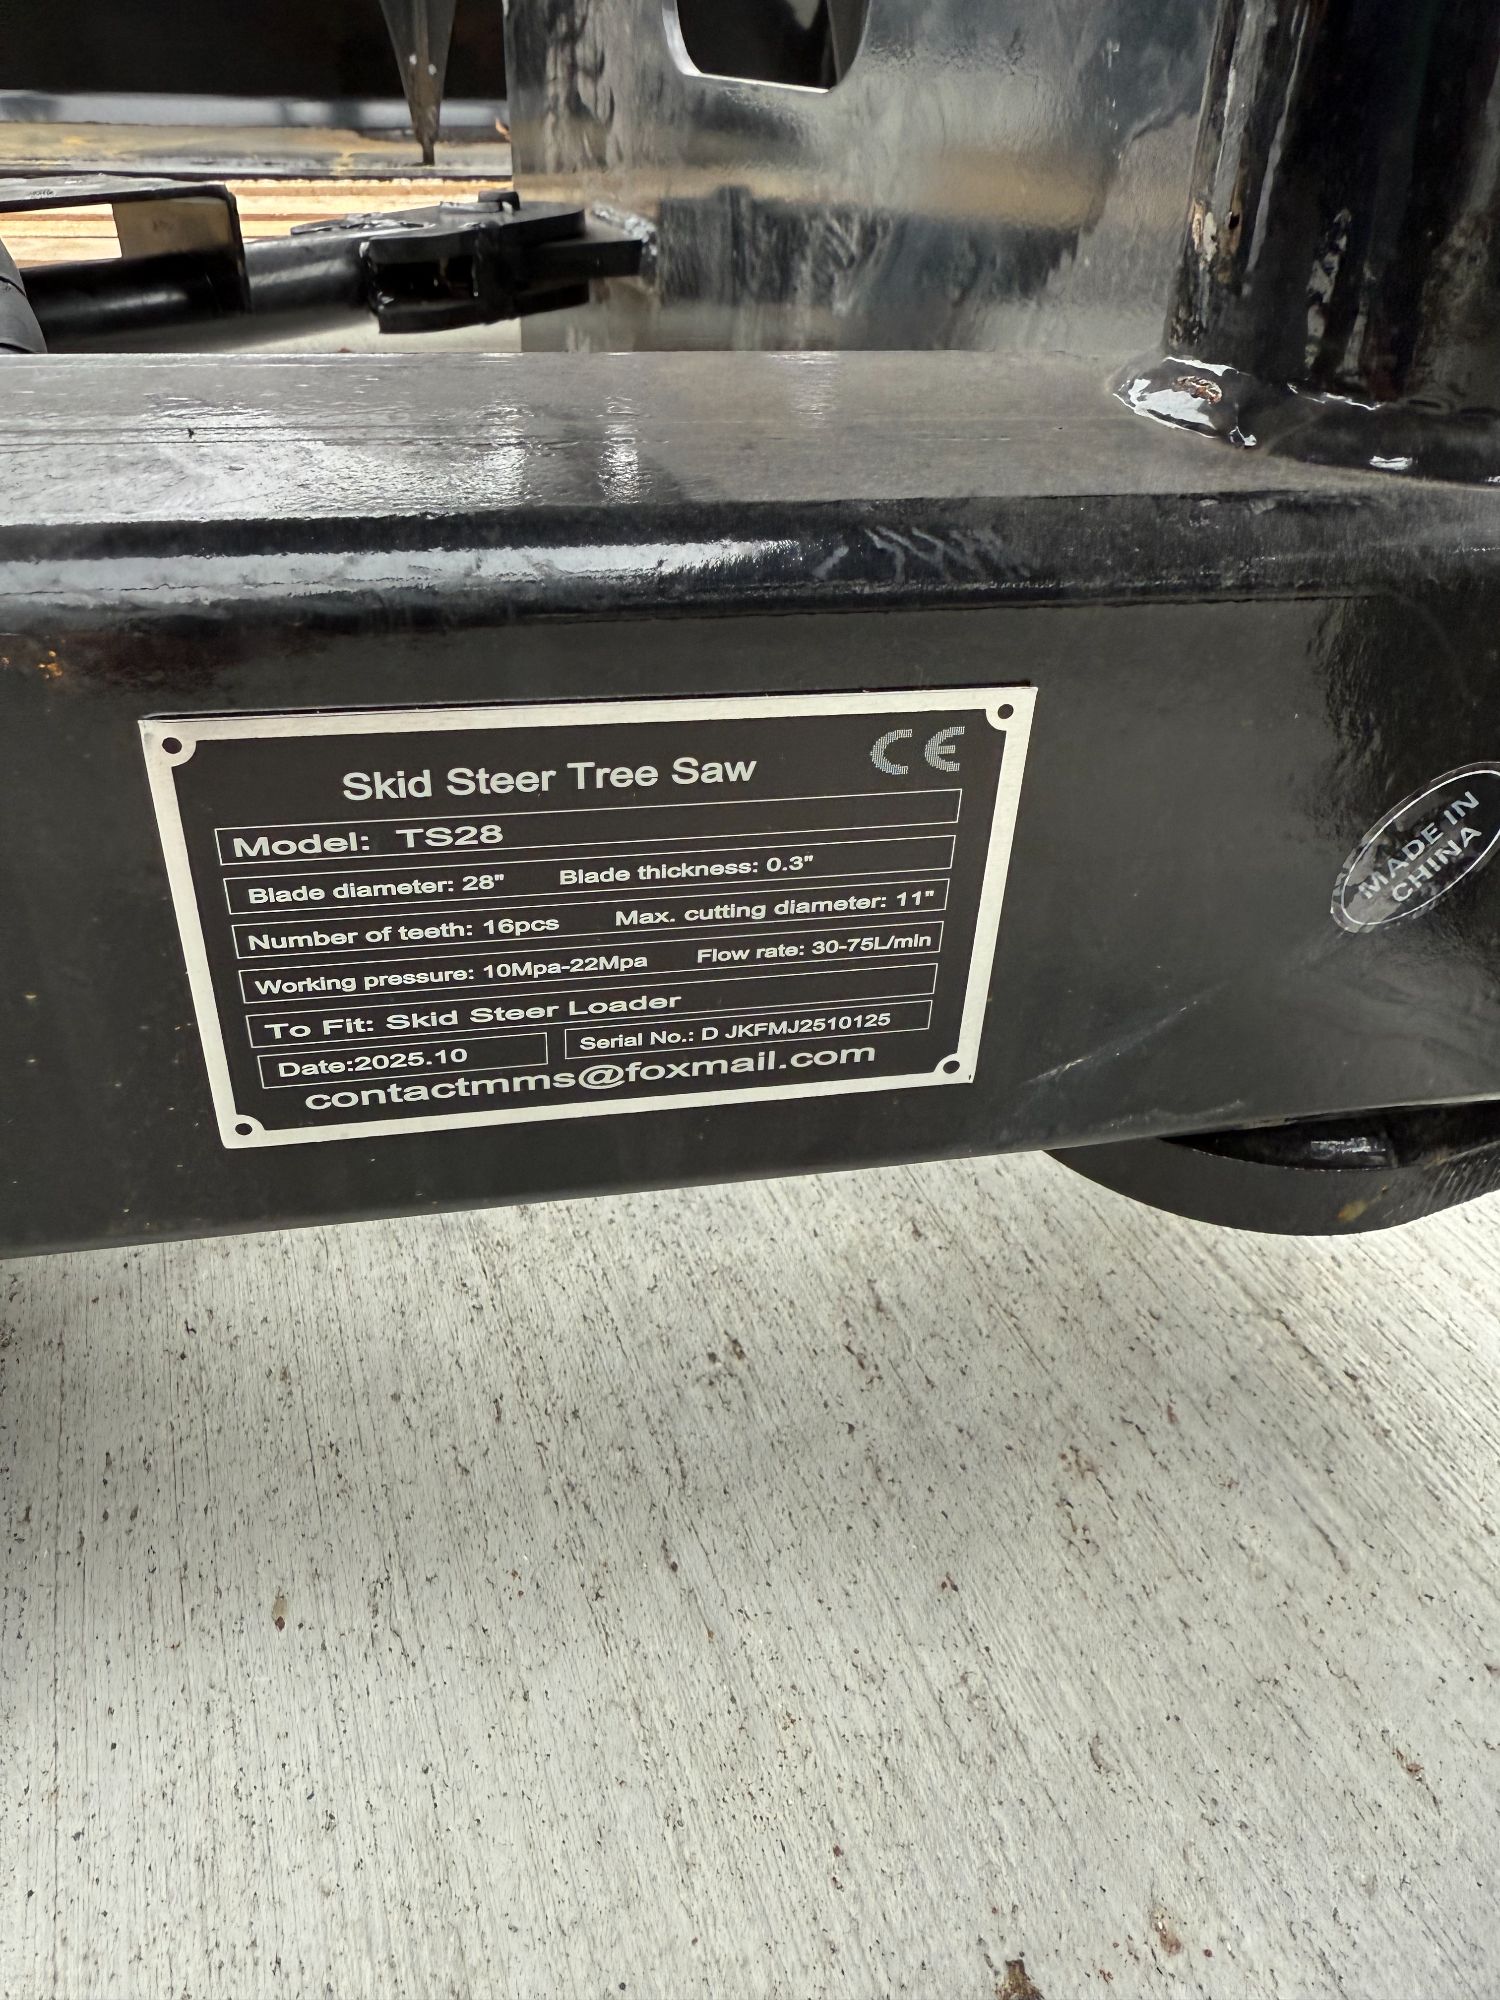 CE
Skid Steer Tree Saw
Model: TS28
Blade diameter: 28" Blade thickness: 0.3"
Number of teeth: 16pcs Max. cutting diameter: 11"
Working pressure: 10Mpa-22Mpa Flow rate: 30-75L/min
To Fit: Skid Steer Loader
Date:2025.10 Serial No.: D JKFMJ2510125
contactmms@foxmail.com
MADE IN
CHINA